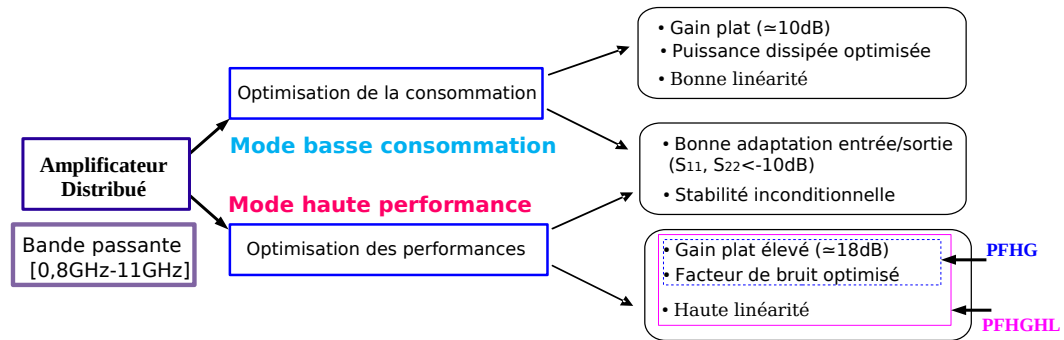 Amplificateur
Distribué
Bande passante
[0,8GHz-11GHz]
Optimisation de la consommation
Mode basse consommation
Mode haute performance
Optimisation des performances
• Gain plat (≃10dB)
• Puissance dissipée optimisée
• Bonne linéarité
• Bonne adaptation entrée/sortie
(S₁₁, S₂₂<-10dB)
• Stabilité inconditionnelle
• Gain plat élevé (≃18dB)
• Facteur de bruit optimisé
• Haute linéarité
PFHG
PFHGHL